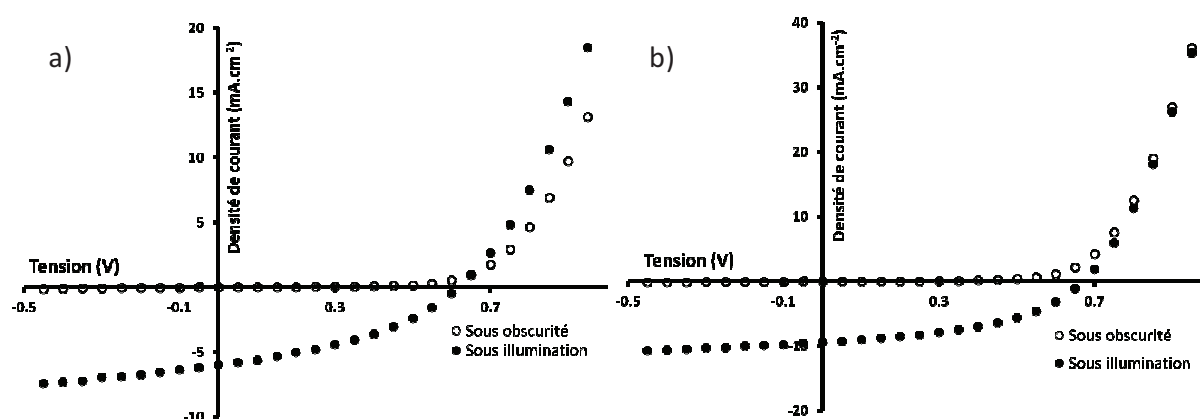 a)
20
15
10
5
-5
-10
Densité de courant (mA.cm⁻²)
Tension (V)
-0.5
-0.1
0.3
0.7
Sous obscurité
Sous illumination
b)
40
30
20
10
-10
-20
Densité de courant (mA.cm⁻²)
Tension (V)
-0.5
-0.1
0.3
0.7
Sous obscurité
Sous illumination